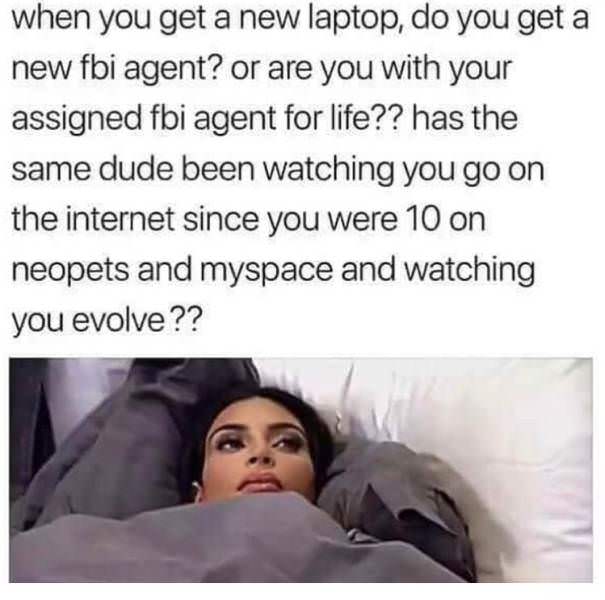 when you get a new laptop, do you get a
new fbi agent? or are you with your
assigned fbi agent for life?? has the
same dude been watching you go on
the internet since you were 10 on
neopets and myspace and watching
you evolve??